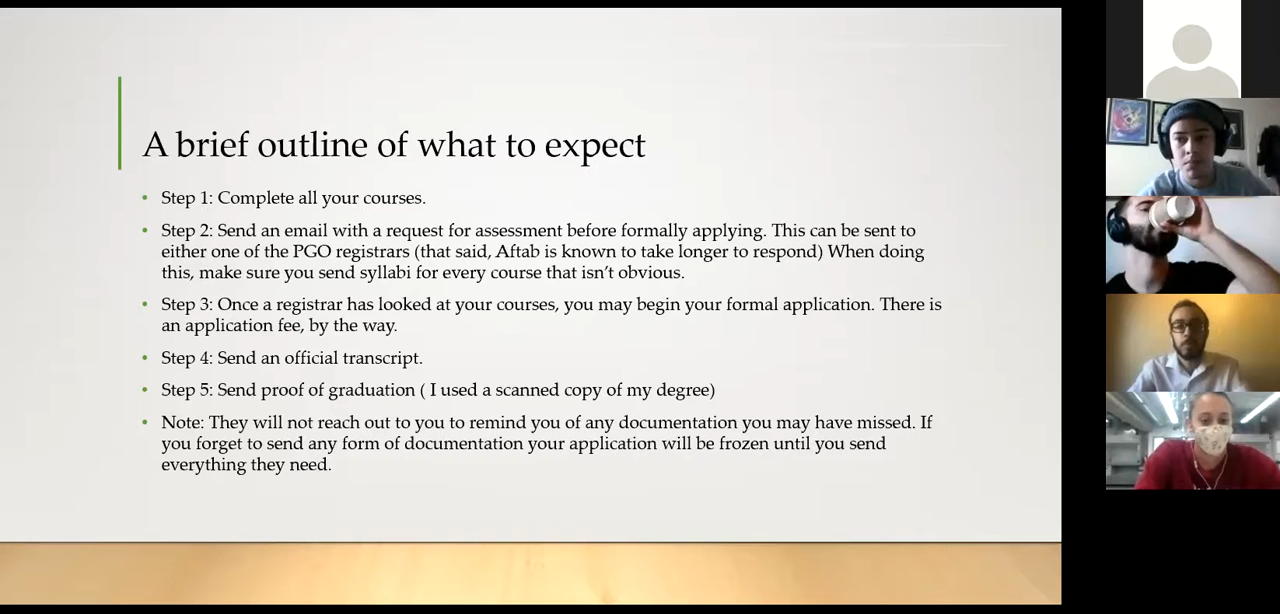 A brief outline of what to expect
• Step 1: Complete all your courses.
• Step 2: Send an email with a request for assessment before formally applying. This can be sent to
either one of the PGO registrars (that said, Aftab is known to take longer to respond) When doing
this, make sure you send syllabi for every course that isn't obvious.
• Step 3: Once a registrar has looked at your courses, you may begin your formal application. There is
an application fee, by the way.
• Step 4: Send an official transcript.
• Step 5: Send proof of graduation ( I used a scanned copy of my degree)
• Note: They will not reach out to you to remind you of any documentation you may have missed. If
you forget to send any form of documentation your application will be frozen until you send
everything they need.